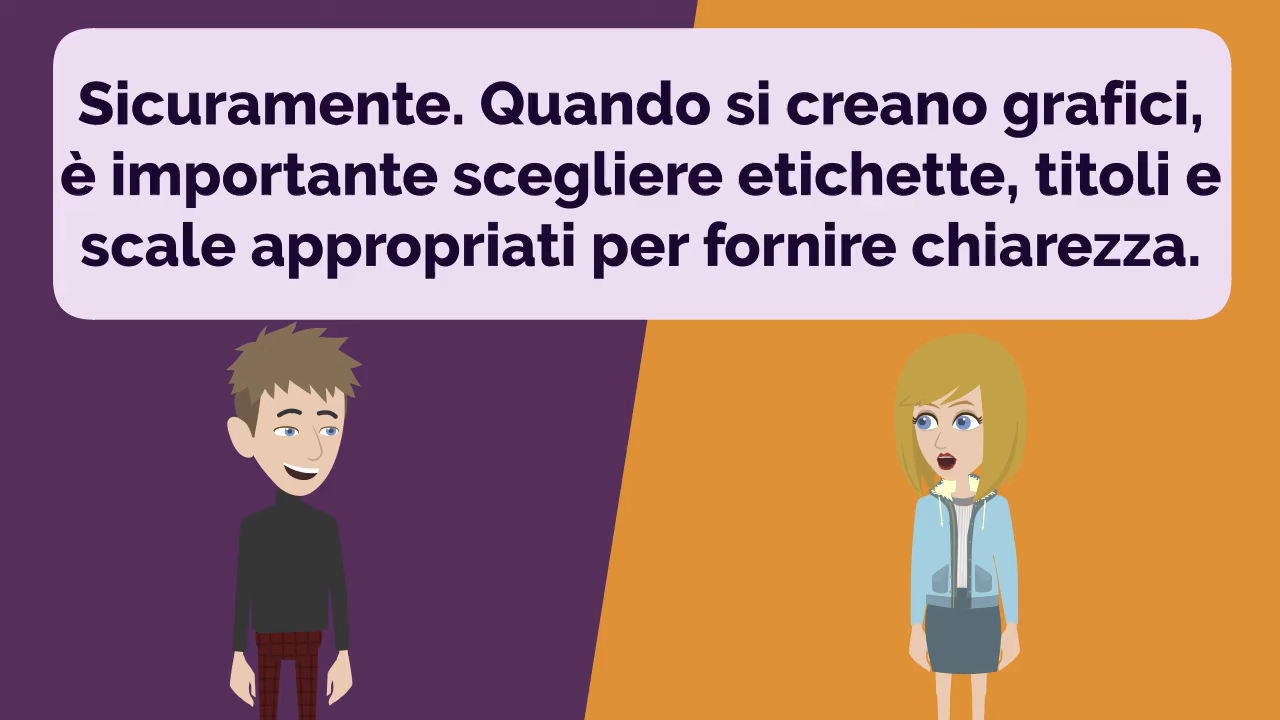 Sicuramente. Quando si creano grafici,
è importante scegliere etichette, titoli e
scale appropriati per fornire chiarezza.